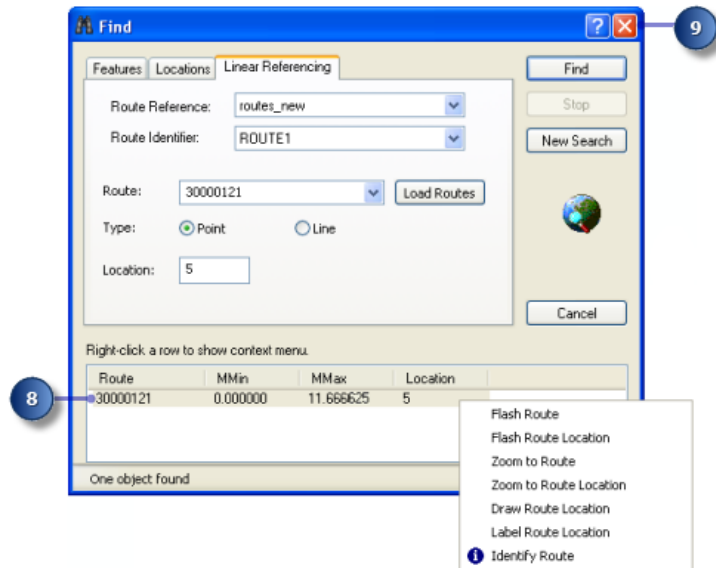 Find
? X
9
Features Locations Linear Referencing
Find
Route Reference: routes_new
Stop
Route Identifier: ROUTE1
New Search
Route: 30000121 Load Routes
Type: Point Line
Location: 5
Cancel
Right-click a row to show context menu.
Route MMin MMax Location
8
30000121 0.000000 11.666625 5
Flash Route
Flash Route Location
Zoom to Route
Zoom to Route Location
One object found
Draw Route Location
Label Route Location
i Identify Route